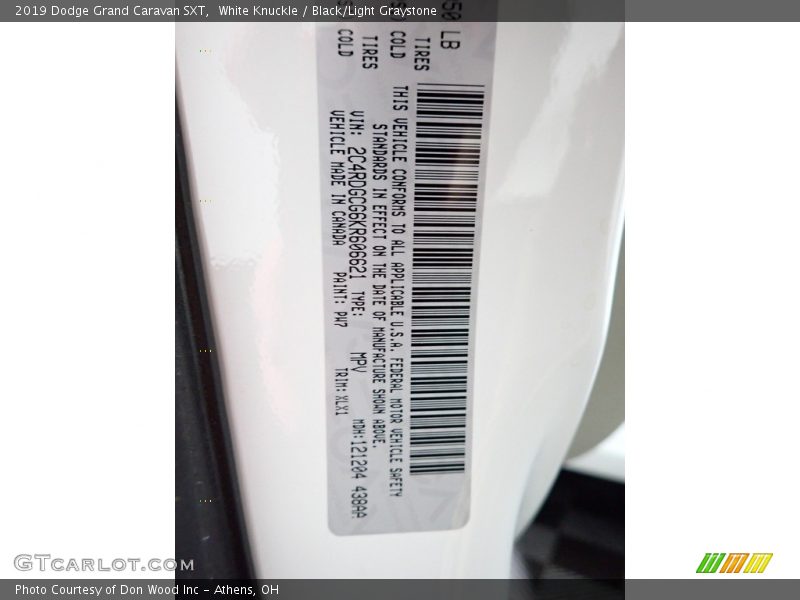 2019 Dodge Grand Caravan SXT,  White Knuckle / Black/Light Graystone
50 LB
TIRES
COLD
TIRES
COLD
THIS VEHICLE CONFORMS TO ALL APPLICABLE U.S.A. FEDERAL MOTOR VEHICLE SAFETY
STANDARDS IN EFFECT ON THE DATE OF MANUFACTURE SHOWN ABOVE.
VIN: 2C4RDGCG6KR606621 TYPE: MPV MDH:121204 438AA
VEHICLE MADE IN CANADA PAINT: PW7 TRIM: XLX1
GTCARLOT.COM
Photo Courtesy of Don Wood Inc - Athens, OH